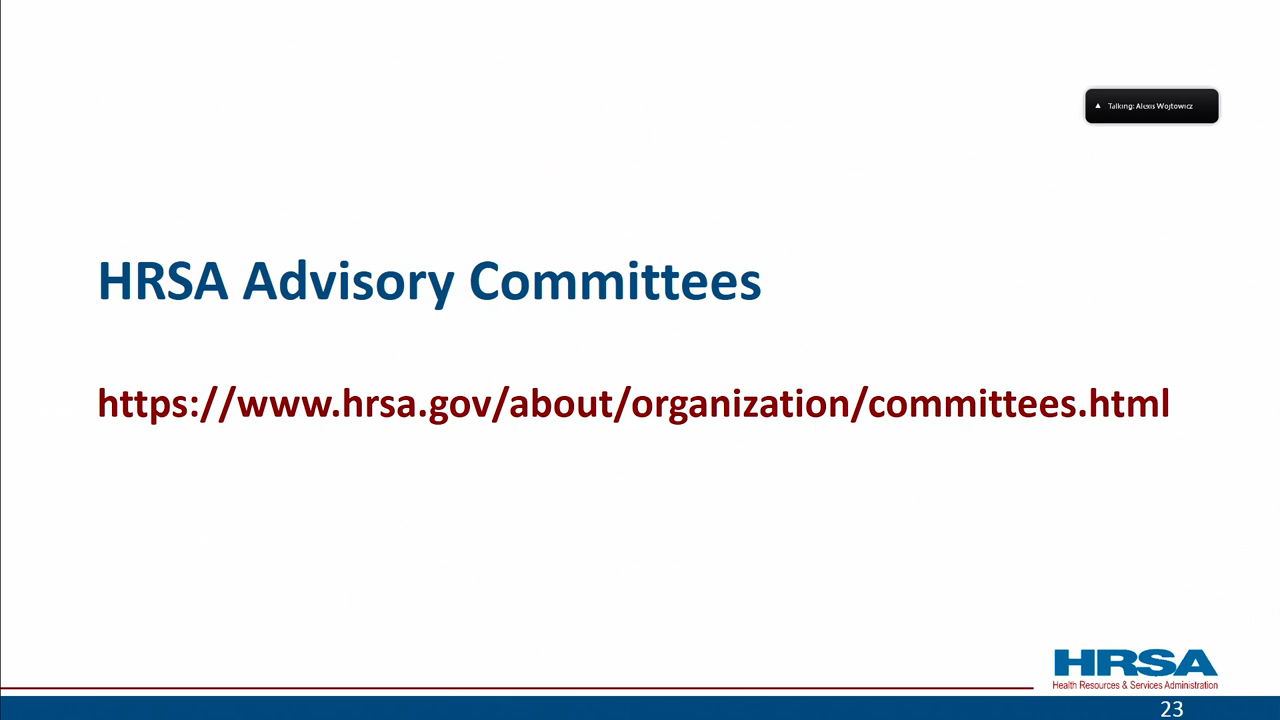 Talking: Alexis Wojtowicz
HRSA Advisory Committees
https://www.hrsa.gov/about/organization/committees.html
HRSA
Health Resources & Services Administration
23